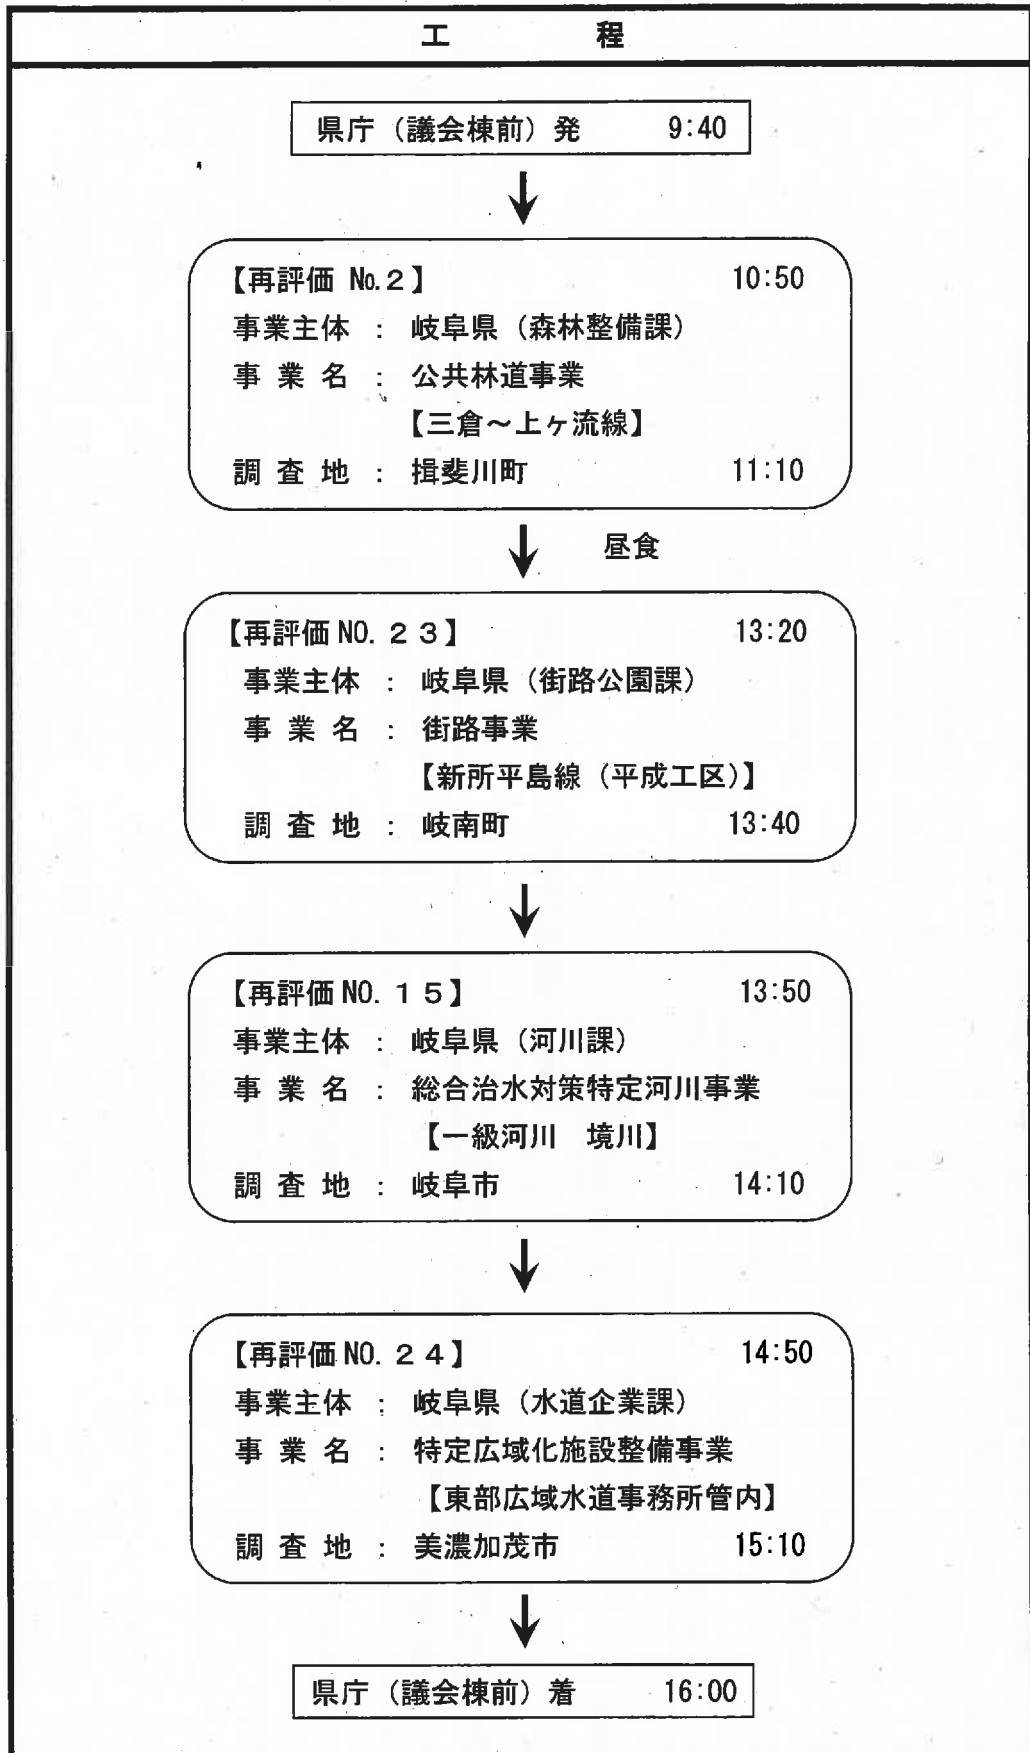 工 程
県庁（議会棟前）発 9:40
【再評価 №.2】 10:50
事業主体 ： 岐阜県（森林整備課）
事 業 名 ： 公共林道事業
【三倉～上ヶ流線】
調 査 地 ： 揖斐川町 11:10
昼食
【再評価NO. 23】 13:20
事業主体 ： 岐阜県（街路公園課）
事 業 名 ： 街路事業
【新所平島線（平成工区）】
調 査 地 ： 岐南町 13:40
【再評価NO. 15】 13:50
事業主体 ： 岐阜県（河川課）
事 業 名 ： 総合治水対策特定河川事業
【一級河川 境川】
調 査 地 ： 岐阜市 14:10
【再評価NO. 24】 14:50
事業主体 ： 岐阜県（水道企業課）
事 業 名 ： 特定広域化施設整備事業
【東部広域水道事務所管内】
調 査 地 ： 美濃加茂市 15:10
県庁（議会棟前）着 16:00